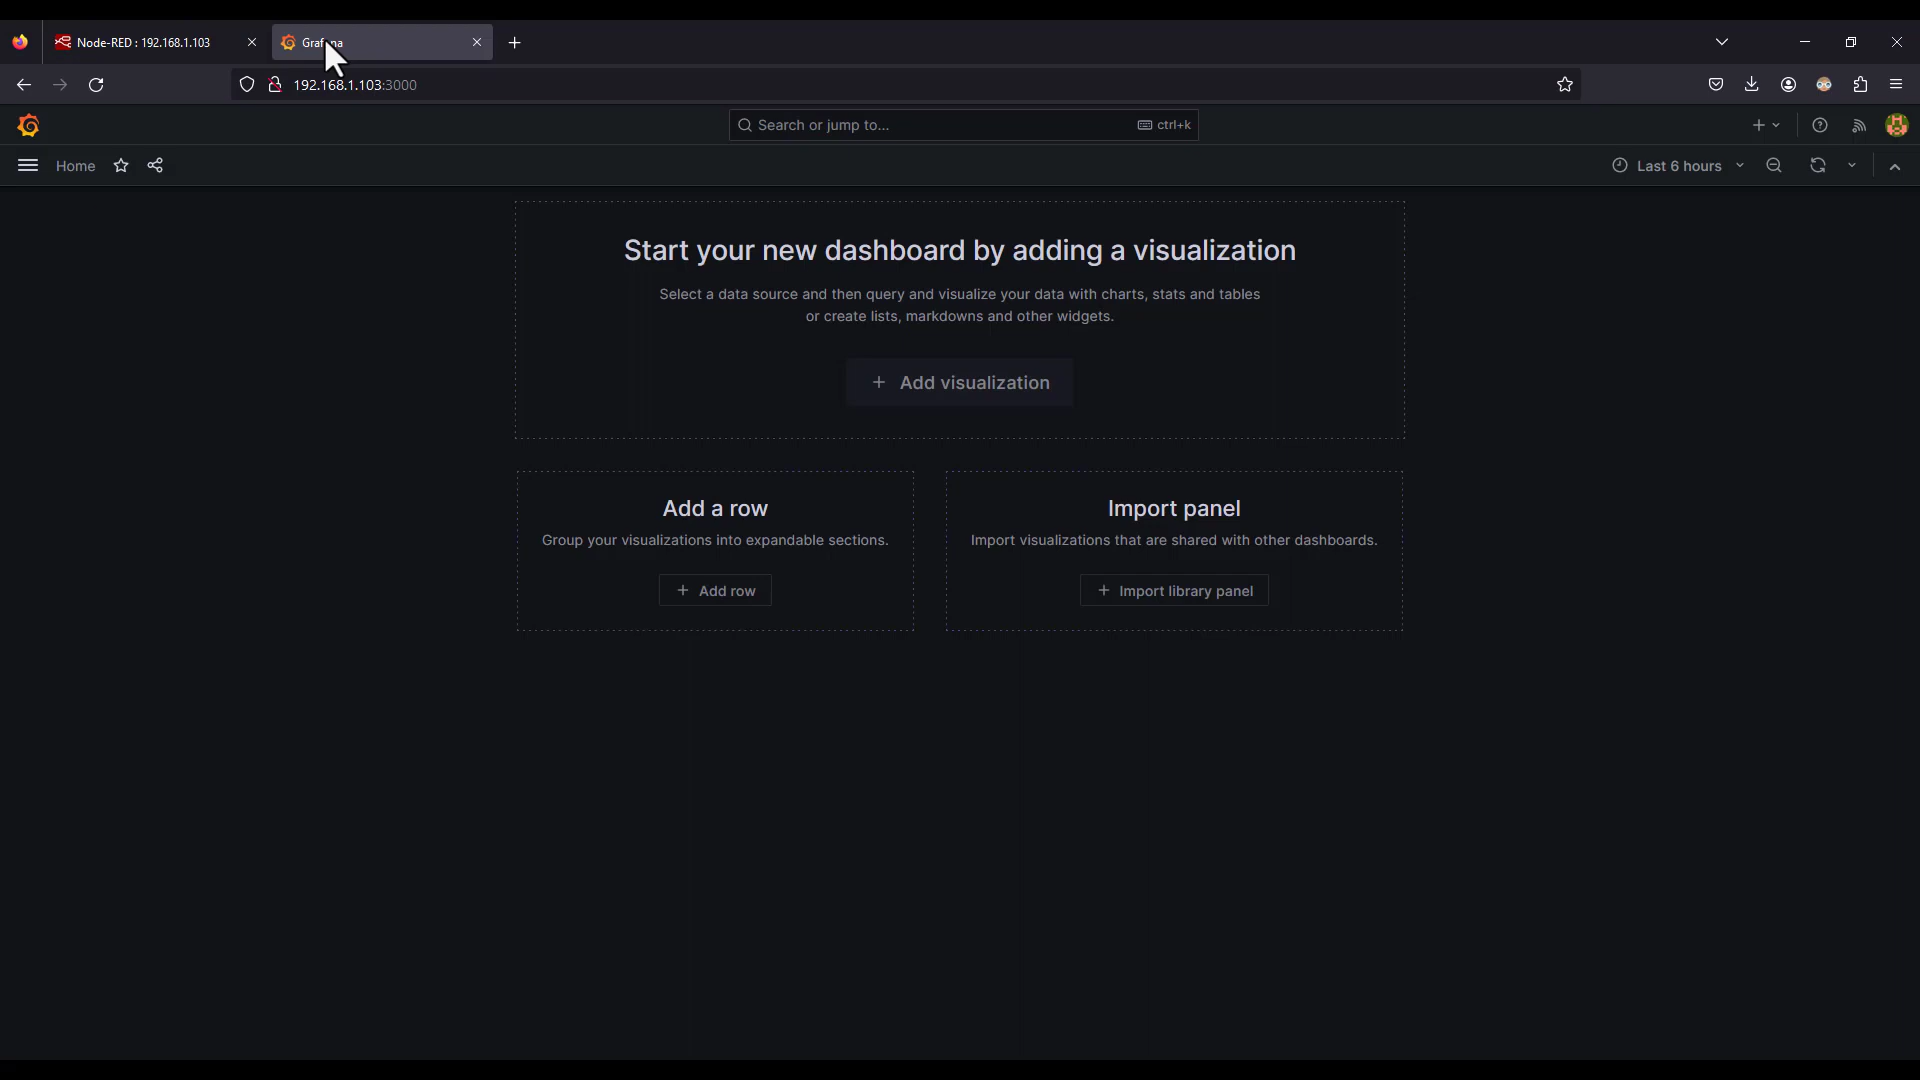 Node-RED : 192.168.1.103
Grafana
192.168.1.103:3000
Search or jump to...
ctrl+k
Home
Last 6 hours
Start your new dashboard by adding a visualization
Select a data source and then query and visualize your data with charts, stats and tables
or create lists, markdowns and other widgets.
+ Add visualization
Add a row
Group your visualizations into expandable sections.
+ Add row
Import panel
Import visualizations that are shared with other dashboards.
+ Import library panel